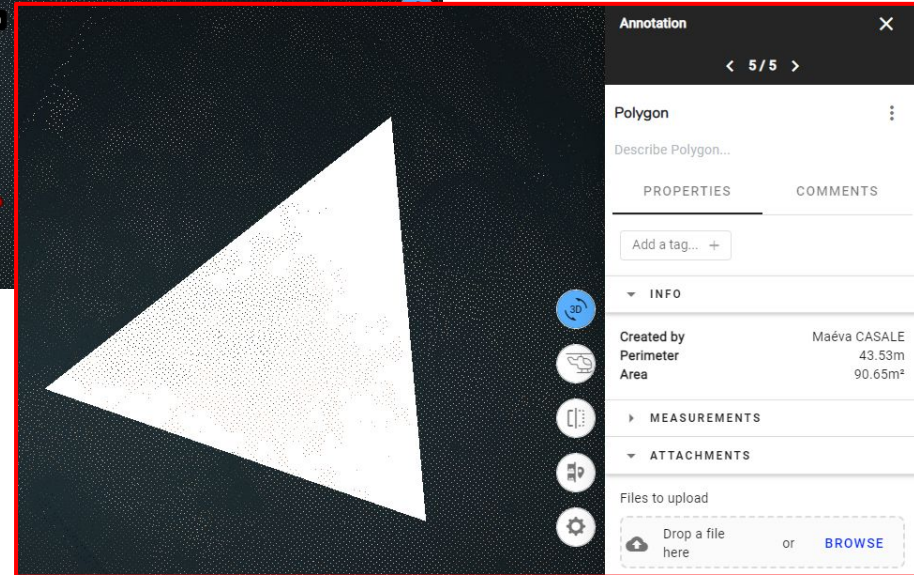 Annotation
5/5
Polygon
Describe Polygon...
PROPERTIES COMMENTS
Add a tag... +
INFO
Created by Maéva CASALE
Perimeter 43.53m
Area 90.65m²
MEASUREMENTS
ATTACHMENTS
Files to upload
Drop a file here or BROWSE
3D